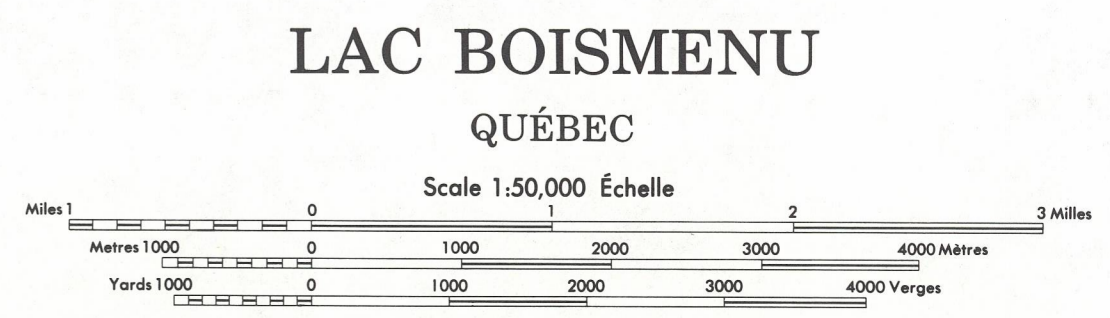 LAC BOISMENU
QUÉBEC
Scale 1:50,000 Échelle
Miles 1 0 1 2 3 Milles
Metres 1000 0 1000 2000 3000 4000 Mètres
Yards 1000 0 1000 2000 3000 4000 Verges